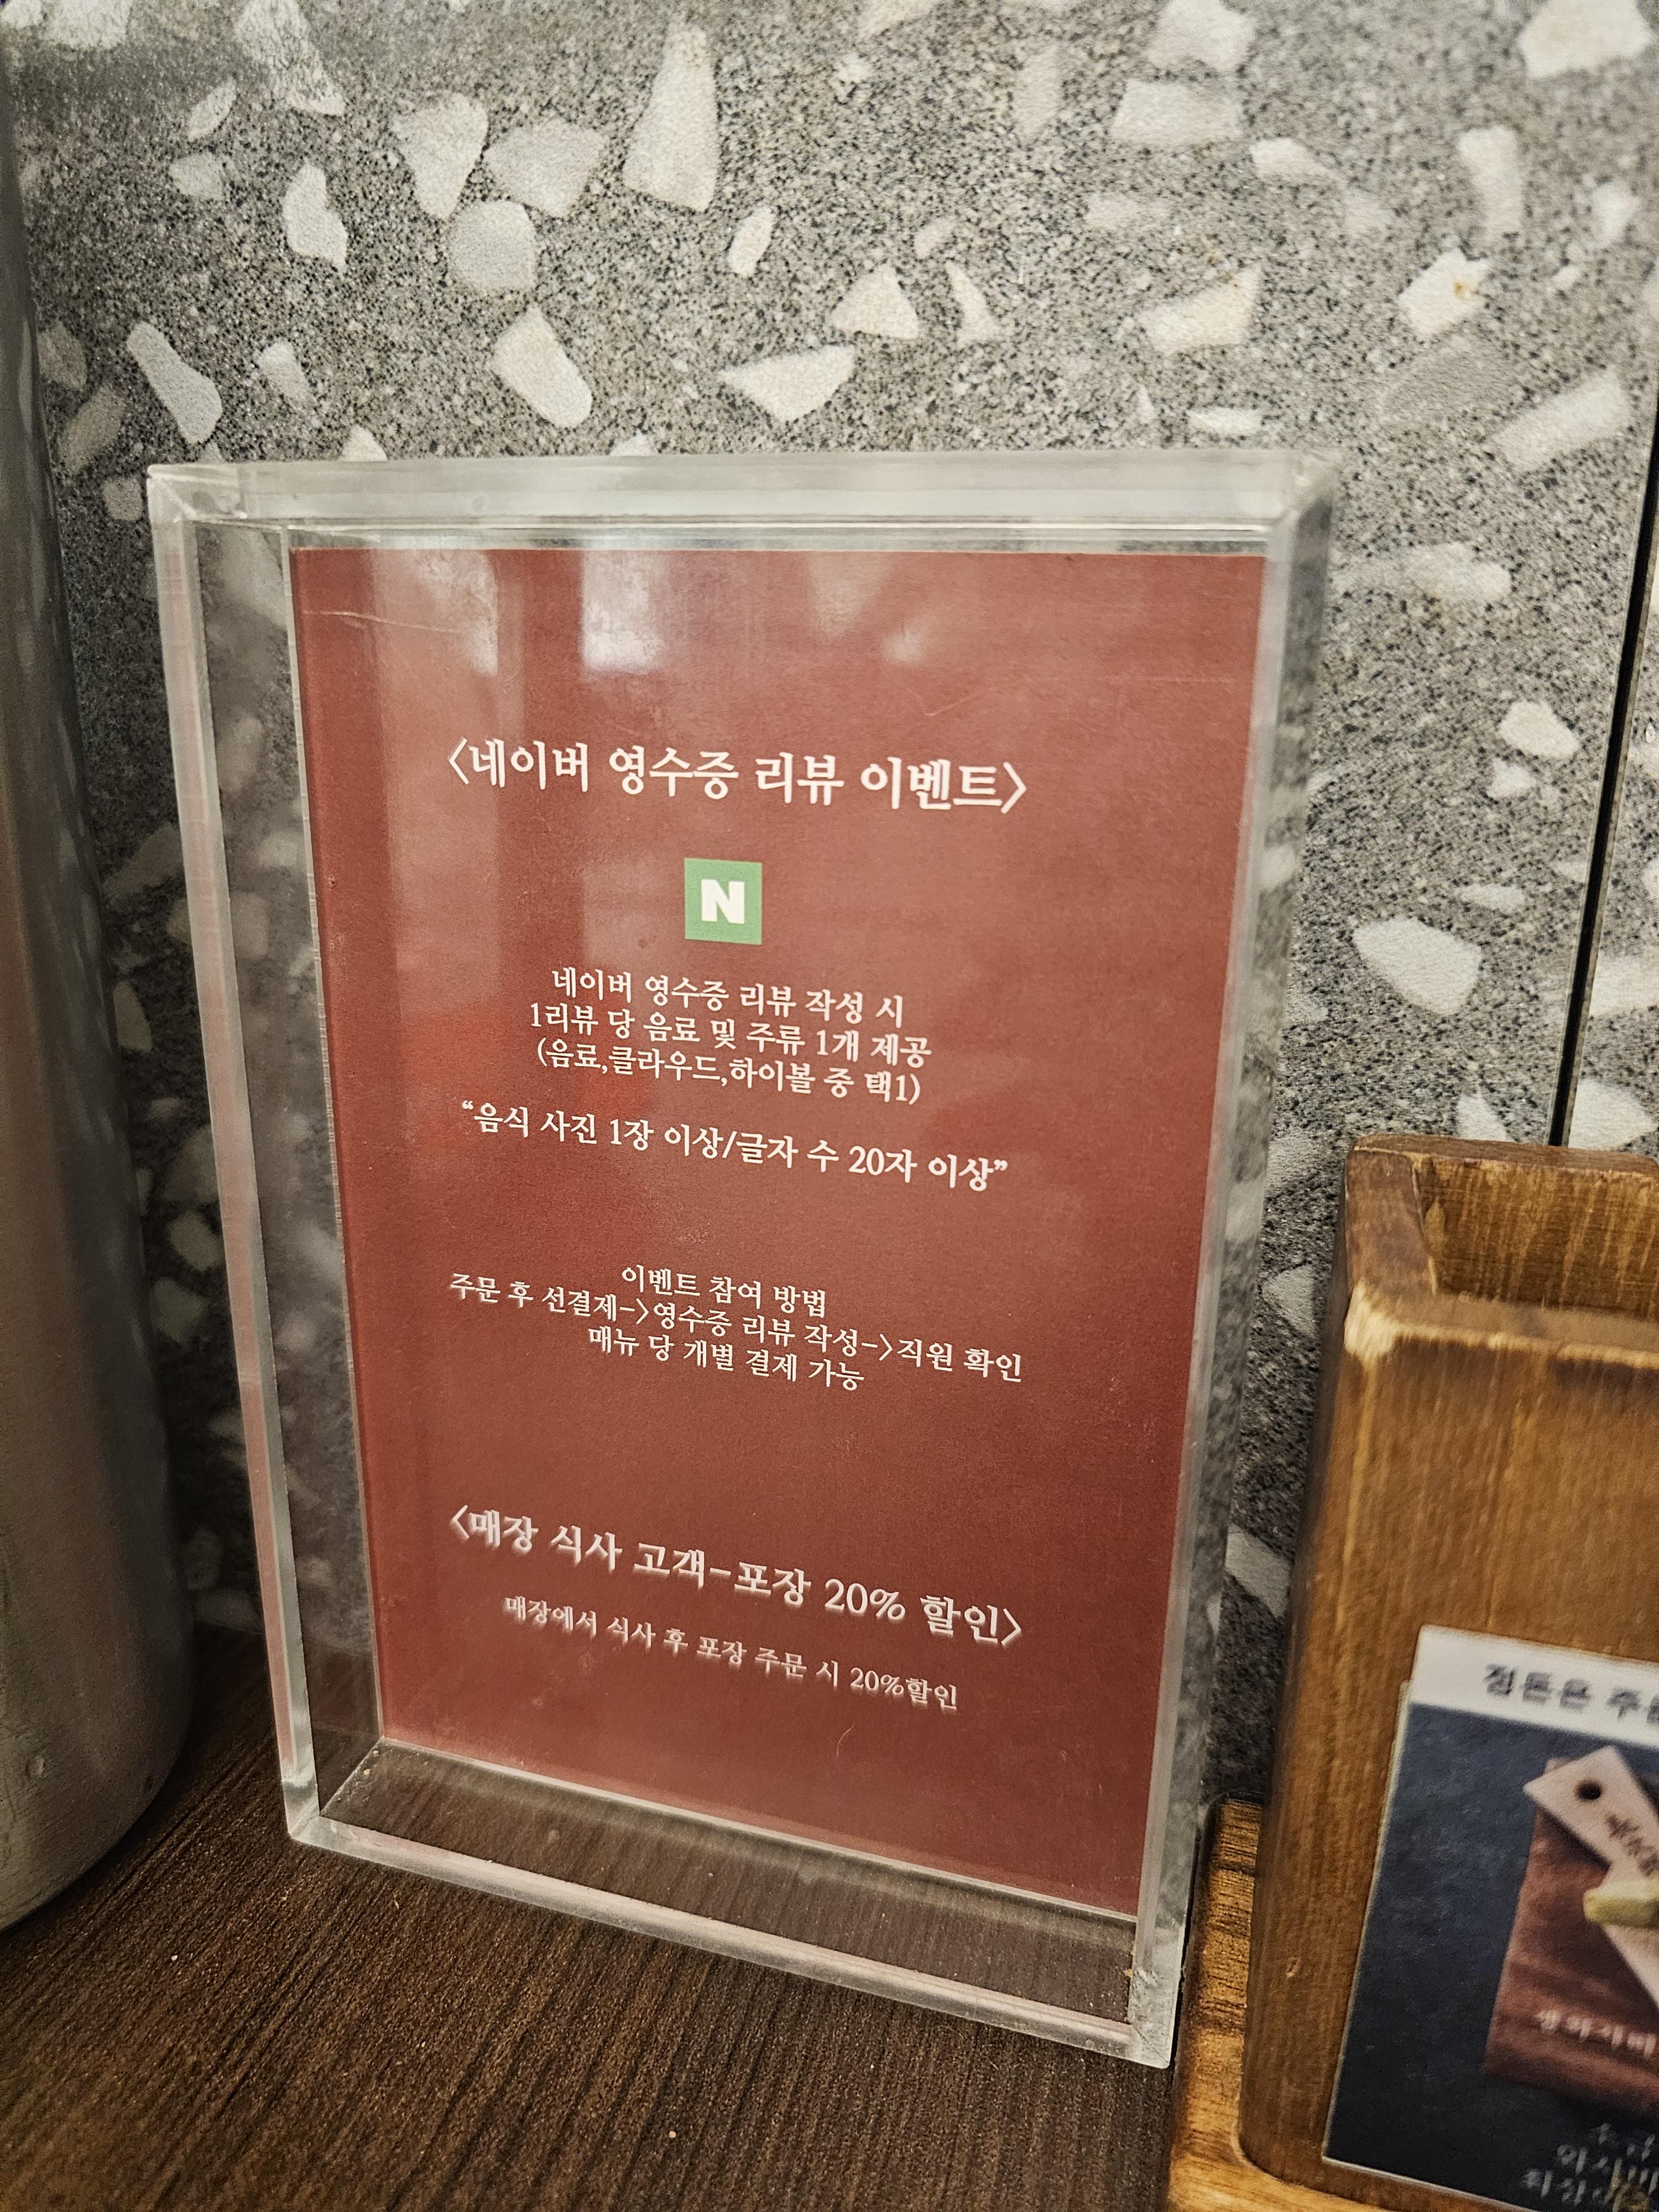 <네이버 영수증 리뷰 이벤트>
N
네이버 영수증 리뷰 작성 시
1리뷰 당 음료 및 주류 1개 제공
(음료,클라우드,하이볼 중 택1)
“음식 사진 1장 이상/글자 수 20자 이상”
이벤트 참여 방법
주문 후 선결제->영수증 리뷰 작성->직원 확인
매뉴 당 개별 결제 가능
<매장 식사 고객-포장 20% 할인>
매장에서 식사 후 포장 주문 시 20%할인
정돈은